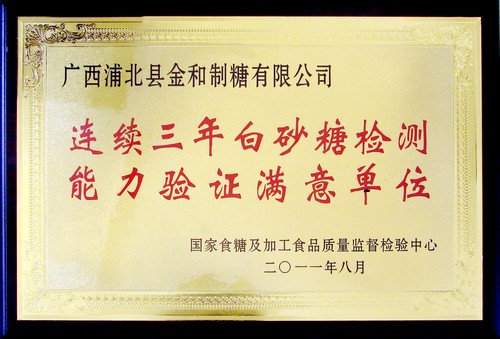 广西浦北县金和制糖有限公司
连续三年白砂糖检测
能力验证满意单位
国家食糖及加工食品质量监督检验中心
二〇一一年八月